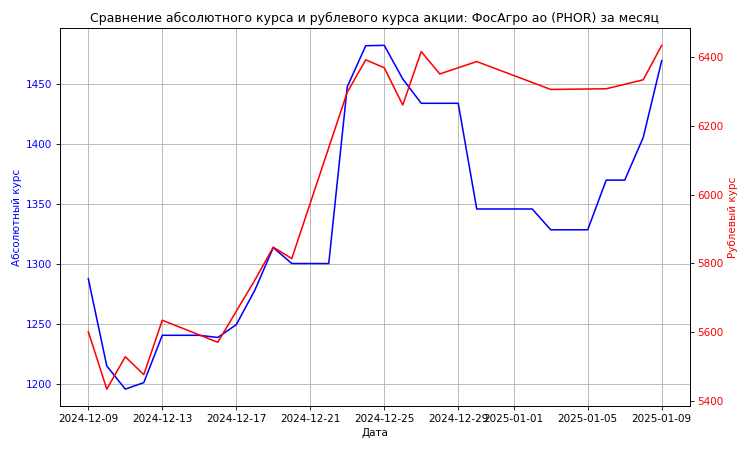 Сравнение абсолютного курса и рублевого курса акции: ФосАгро ао (PHOR) за месяц
Абсолютный курс
1450
1400
1350
1300
1250
1200
6400
6200
6000
5800
5600
5400
Рублевый курс
2024-12-09 2024-12-13 2024-12-17 2024-12-21 2024-12-25 2024-12-29 2025-01-01 2025-01-05 2025-01-09
Дата